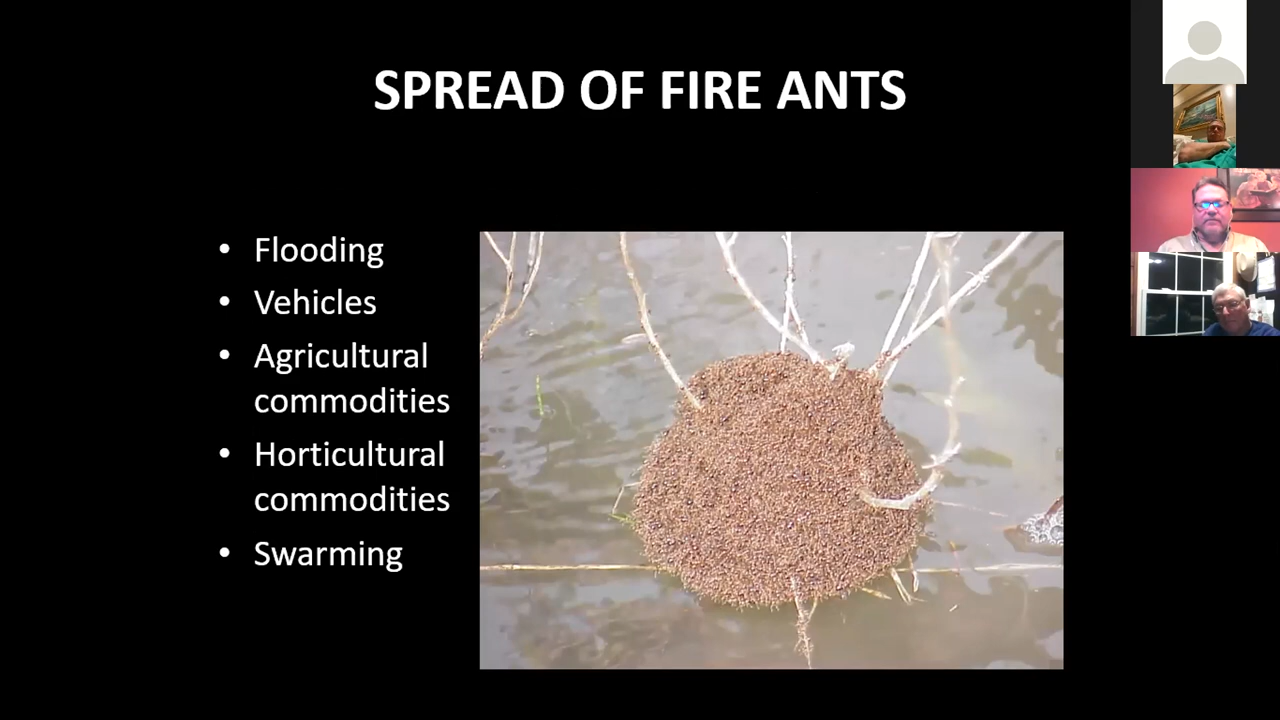 SPREAD OF FIRE ANTS
• Flooding
• Vehicles
• Agricultural
commodities
• Horticultural
commodities
• Swarming